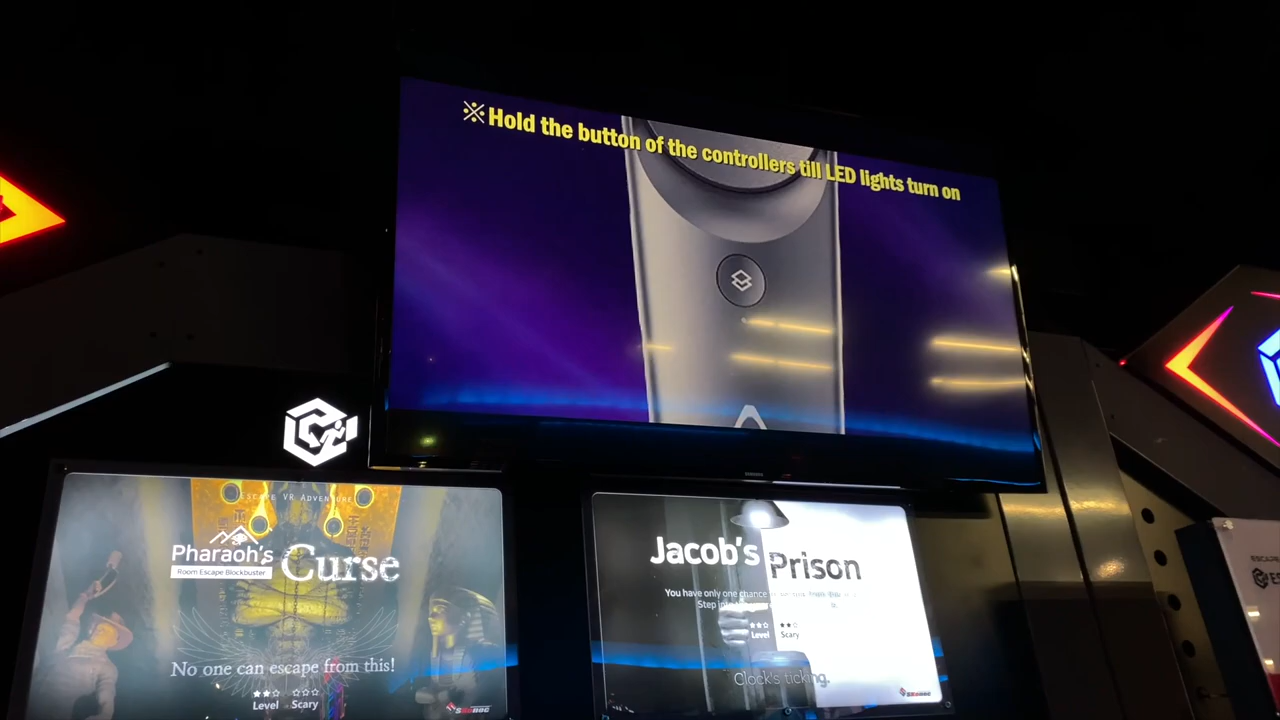 ※Hold the button of the controllers till LED lights turn on
SAMSUNG
ESCAPE VR ADVENTURE
Pharaoh's Curse
Room Escape Blockbuster
No one can escape from this!
★★☆ ☆☆☆
Level Scary
Jacob's Prison
You have only one chance
Step
★★☆ ★★☆
Level Scary
Clock's ticking.